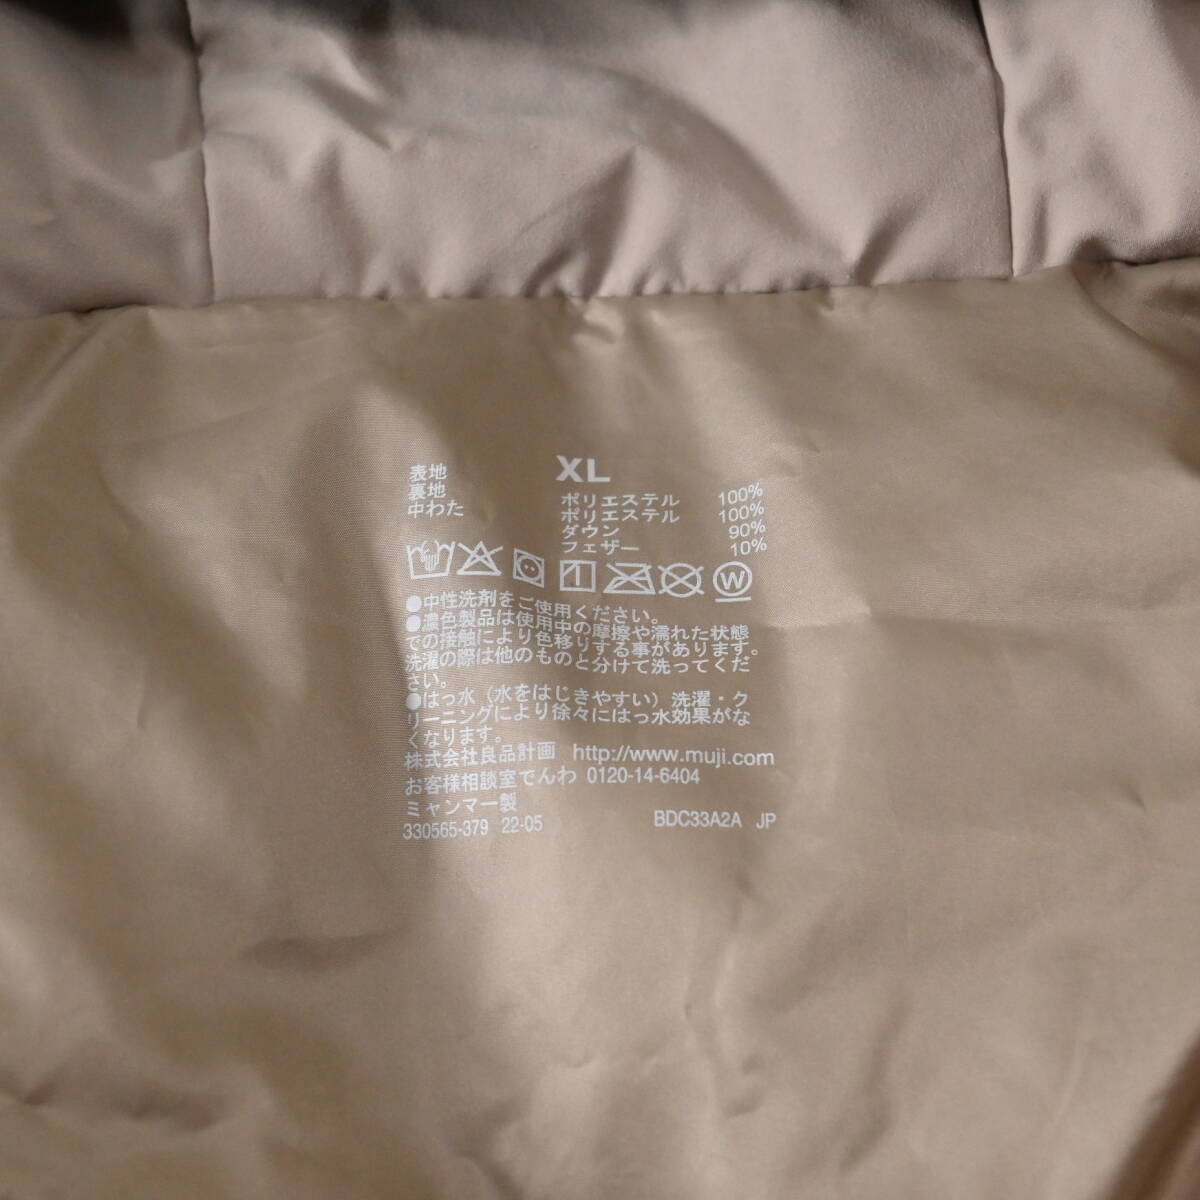 XL
表地 ポリエステル 100%
裏地 ポリエステル 100%
中わた ダウン 90%
フェザー 10%
W
●中性洗剤をご使用ください。
●濃色製品は使用中の摩擦や濡れた状態
での接触により色移りする事があります。
洗濯の際は他のものと分けて洗ってくだ
さい。
●はっ水（水をはじきやすい）洗濯・ク
リーニングにより徐々にはっ水効果がな
くなります。
株式会社良品計画 http://www.muji.com
お客様相談室でんわ 0120-14-6404
ミャンマー製
330565-379 22-05 BDC33A2A JP